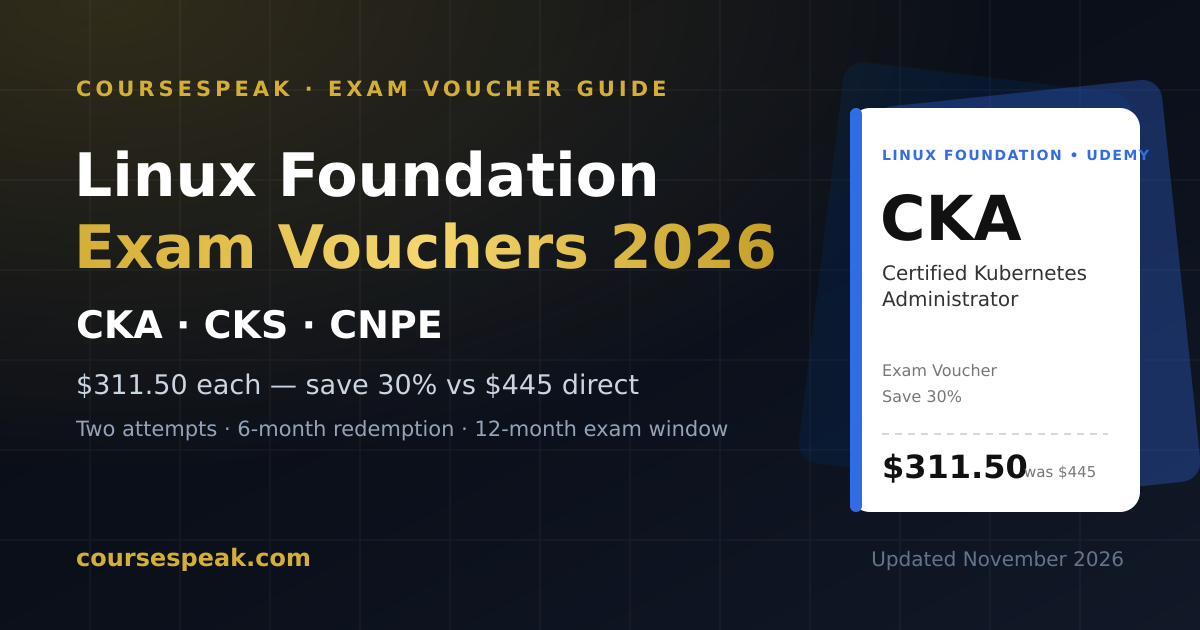 COURSESPEAK · EXAM VOUCHER GUIDE
Linux Foundation
Exam Vouchers 2026
CKA · CKS · CNPE
$311.50 each — save 30% vs $445 direct
Two attempts · 6-month redemption · 12-month exam window
coursespeak.com
LINUX FOUNDATION • UDEMY
CKA
Certified Kubernetes
Administrator
Exam Voucher
Save 30%
$311.50 was $445
Updated November 2026